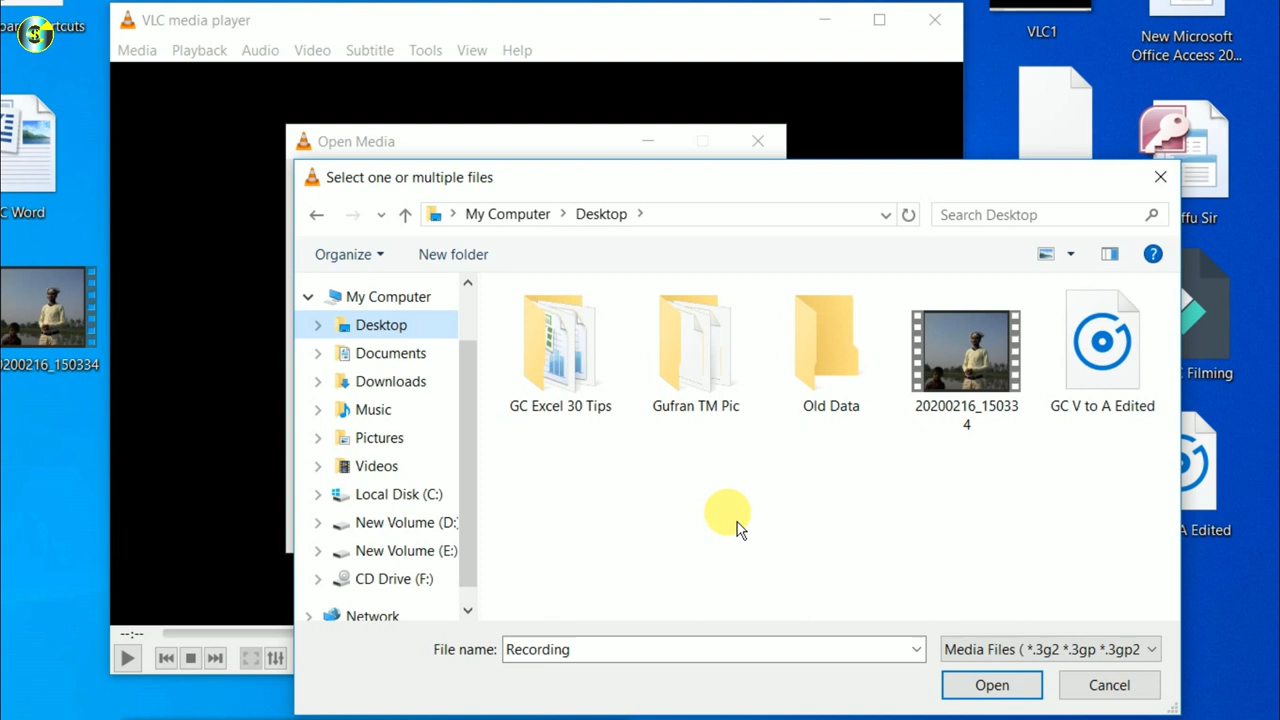 VLC media player
Media Playback Audio Video Subtitle Tools View Help
Open Media
Select one or multiple files
My Computer Desktop
Search Desktop
Organize New folder
My Computer
Desktop
Documents
Downloads
Music
Pictures
Videos
Local Disk (C:)
New Volume (D:
New Volume (E:)
CD Drive (F:)
Network
GC Excel 30 Tips
Gufran TM Pic
Old Data
20200216_15033
4
GC V to A Edited
File name: Recording
Media Files ( *.3g2 *.3gp *.3gp2
Open Cancel
--:--
C Word
0200216_150334
VLC1
New Microsoft
Office Access 20...
ffu Sir
Filming
A Edited